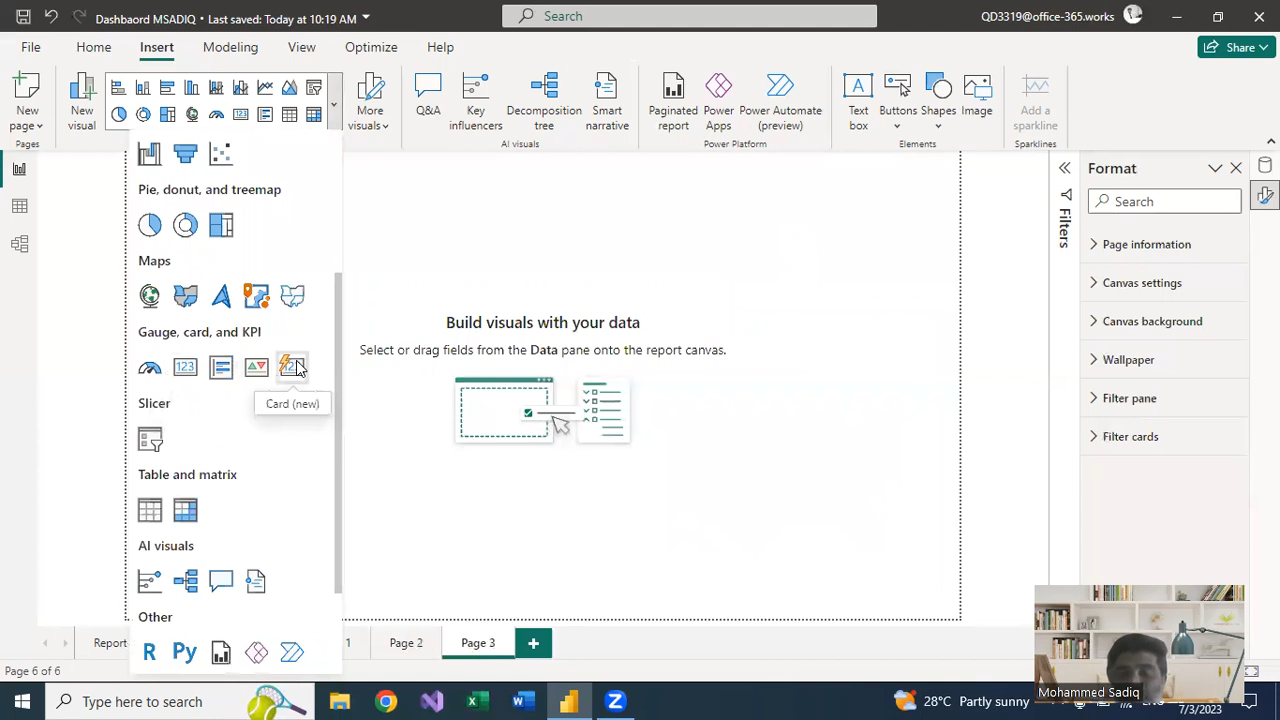 Dashbaord MSADIQ • Last saved: Today at 10:19 AM
Search
QD3319@office-365.works
File
Home
Insert
Modeling
View
Optimize
Help
Share
New page
New visual
More visuals
Q&A
Key influencers
Decomposition tree
Smart narrative
Paginated report
Power Apps
Power Automate (preview)
Text box
Buttons
Shapes
Image
Add a sparkline
Pages
AI visuals
Power Platform
Elements
Sparklines
Pie, donut, and treemap
Maps
Gauge, card, and KPI
123
Card (new)
Slicer
Table and matrix
AI visuals
Other
R
Py
Build visuals with your data
Select or drag fields from the Data pane onto the report canvas.
Filters
Format
Search
Page information
Canvas settings
Canvas background
Wallpaper
Filter pane
Filter cards
Report
1
Page 2
Page 3
Page 6 of 6
Mohammed Sadiq
Type here to search
28°C Partly sunny
7/3/2023